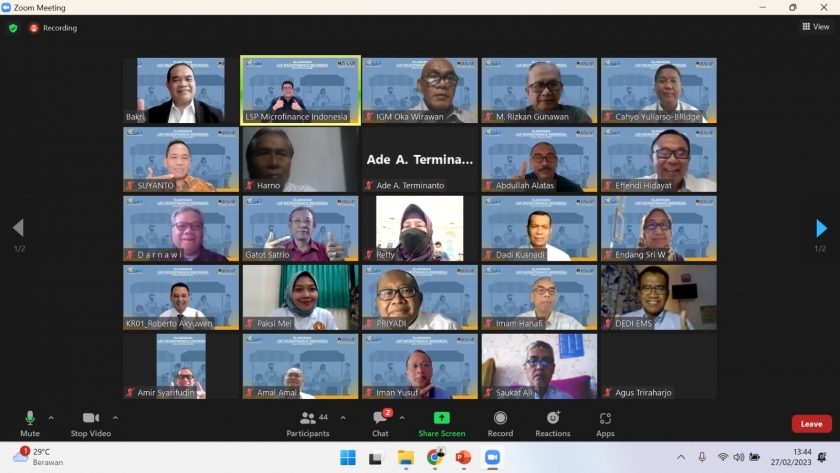 Zoom Meeting
Recording
View
Bakri,
LSP Microfinance Indonesia
IGM Oka Wirawan
M. Rizkan Gunawan
Cahyo Yuliarso-BRIdge
SUYANTO
Harno
Ade A. Termina...
Ade A. Terminanto
Abdullah Alatas
Effendi Hidayat
D a r n a w i
Gatot Satrio
Retty
Dadi Kusnadi
Endang Sri W
1/2
1/2
KR01_Roberto Akyuwen
Paksi Mei
PRIYADI
Imam Hanafi
DEDI EMS
Amir Syarifudin
Amal Amal
Iman Yusuf
Saukat Ali
Agus Triraharjo
Mute
Stop Video
Participants
44
Chat
2
Share Screen
Record
Reactions
Apps
Leave
1
29°C
Berawan
13:44
27/02/2023